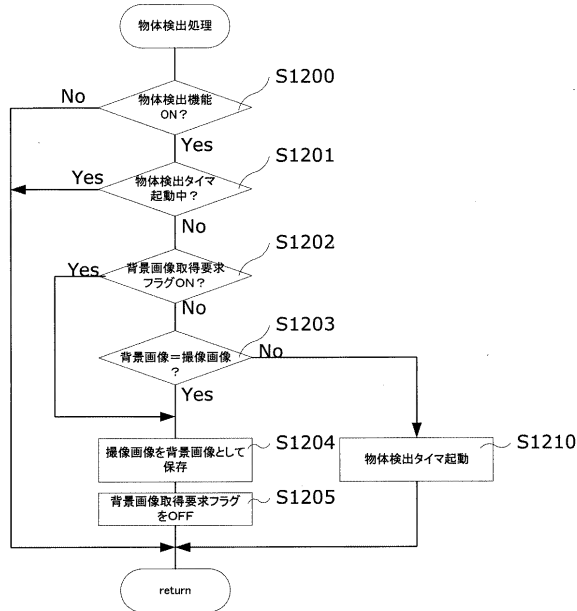 物体検出処理
S1200
物体検出機能
ON?
No
Yes
S1201
物体検出タイマ
起動中?
Yes
No
S1202
背景画像取得要求
フラグON?
Yes
No
S1203
背景画像=撮像画像
?
No
Yes
S1204
撮像画像を背景画像として
保存
S1210
物体検出タイマ起動
S1205
背景画像取得要求フラグ
をOFF
return